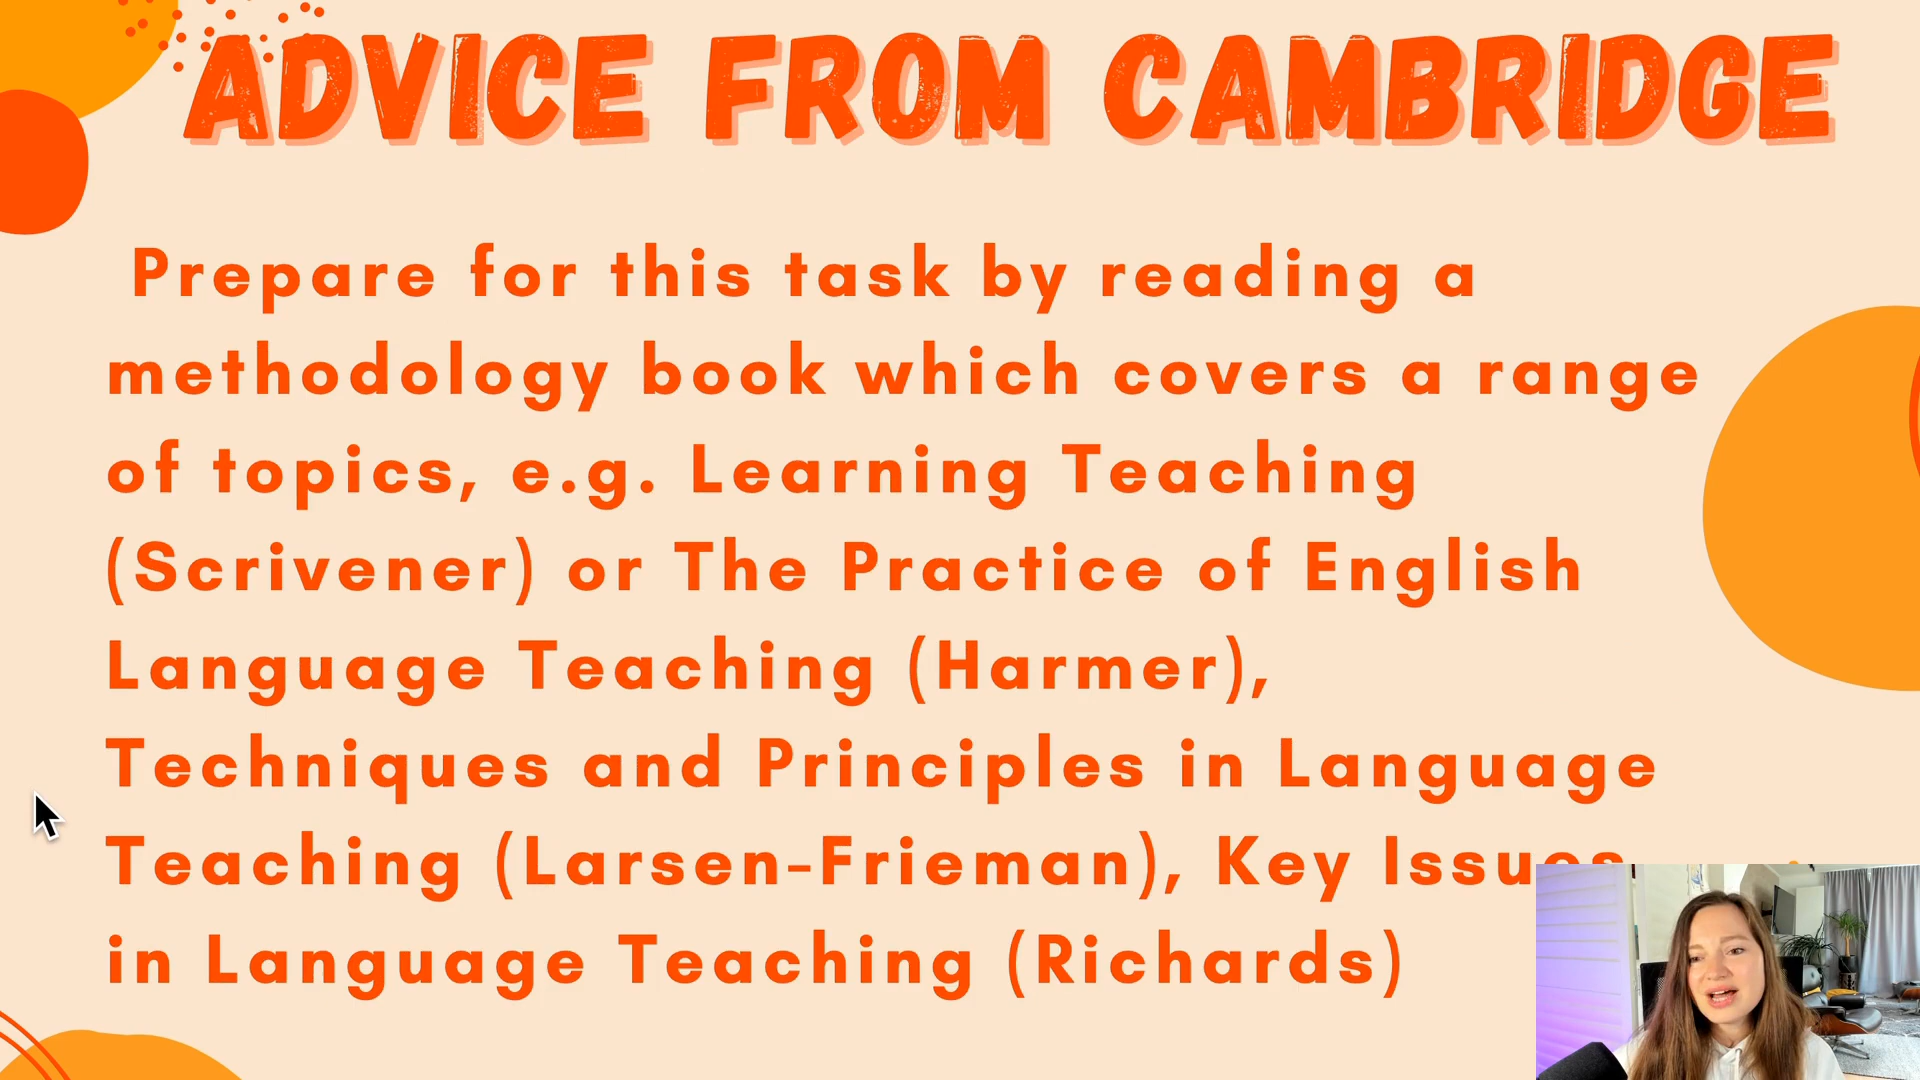 ADVICE FROM CAMBRIDGE
Prepare for this task by reading a
methodology book which covers a range
of topics, e.g. Learning Teaching
(Scrivener) or The Practice of English
Language Teaching (Harmer),
Techniques and Principles in Language
Teaching (Larsen-Frieman), Key Issues
in Language Teaching (Richards)